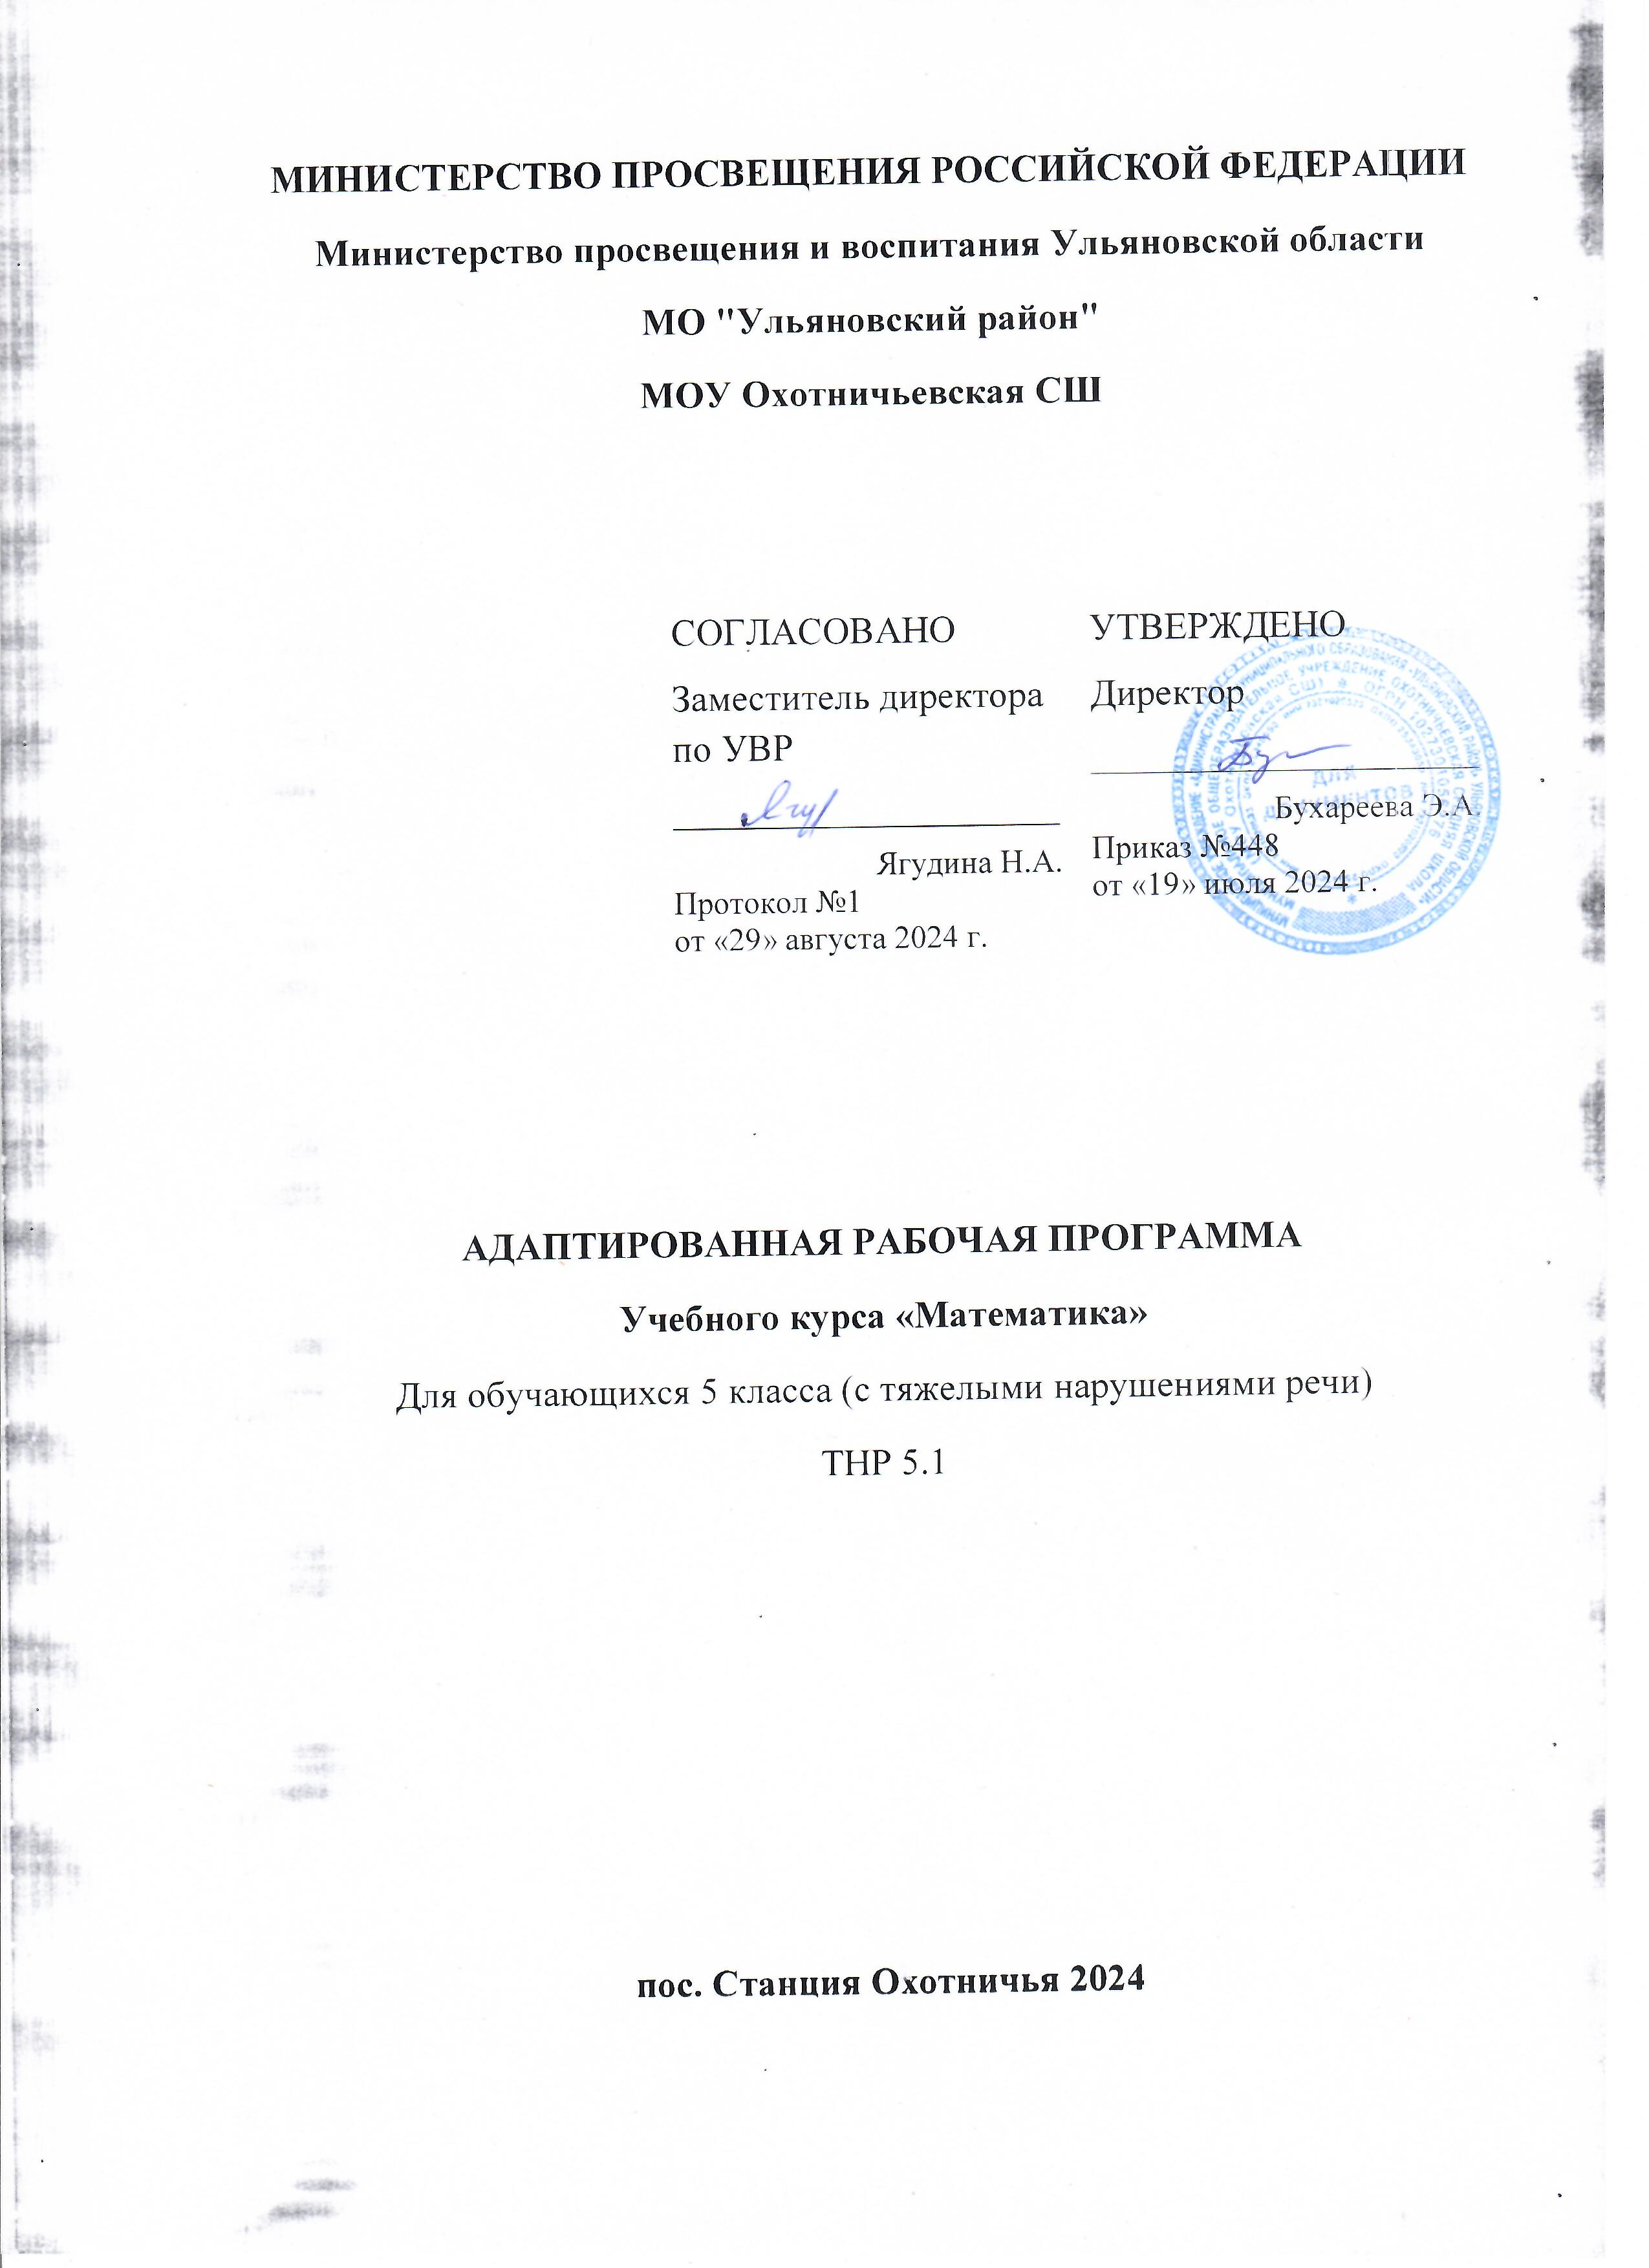 МИНИСТЕРСТВО ПРОСВЕЩЕНИЯ РОССИЙСКОЙ ФЕДЕРАЦИИ
Министерство просвещения и воспитания Ульяновской области
МО "Ульяновский район"
МОУ Охотничьевская СШ
СОГЛАСОВАНО
Заместитель директора
по УВР
Ягудина Н.А.
Протокол №1
от «29» августа 2024 г.
УТВЕРЖДЕНО
Директор
Бухареева Э.А.
Приказ №448
от «19» июля 2024 г.
ДЛЯ
ДОКУМЕНТОВ
АДАПТИРОВАННАЯ РАБОЧАЯ ПРОГРАММА
Учебного курса «Математика»
Для обучающихся 5 класса (с тяжелыми нарушениями речи)
ТНР 5.1
пос. Станция Охотничья 2024